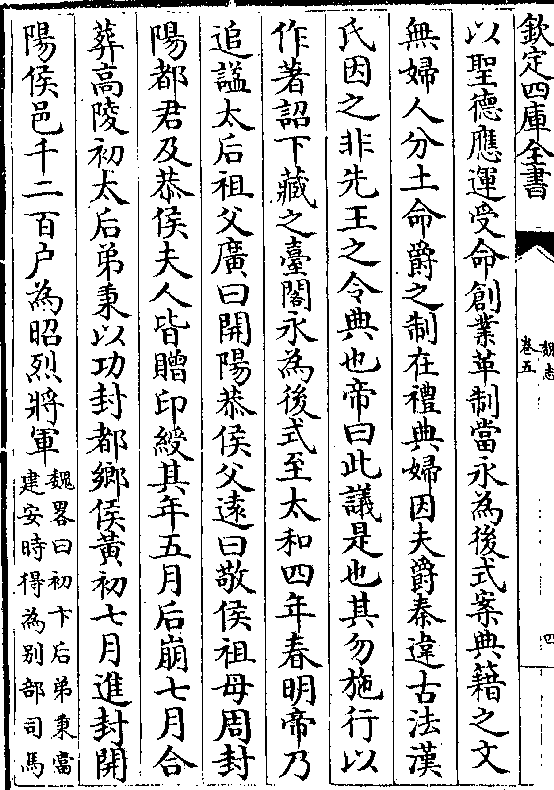 欽定四庫全書
魏志
卷五
四
以聖德應運受命創業革制當永為後式案典籍之文
無婦人分土命爵之制在禮典婦因夫爵秦違古法漢
氏因之非先王之令典也帝曰此議是也其勿施行以
作著詔下藏之臺閣永為後式至太和四年春明帝乃
追諡太后祖父廣曰開陽恭侯父遠曰敬侯祖母周封
陽都君及恭侯夫人皆贈印綬其年五月后崩七月合
葬高陵初太后弟秉以功封都鄉侯黃初七月進封開
陽侯邑千二百户為昭烈將軍
魏畧曰初卞后弟秉當
建安時得為别部司馬